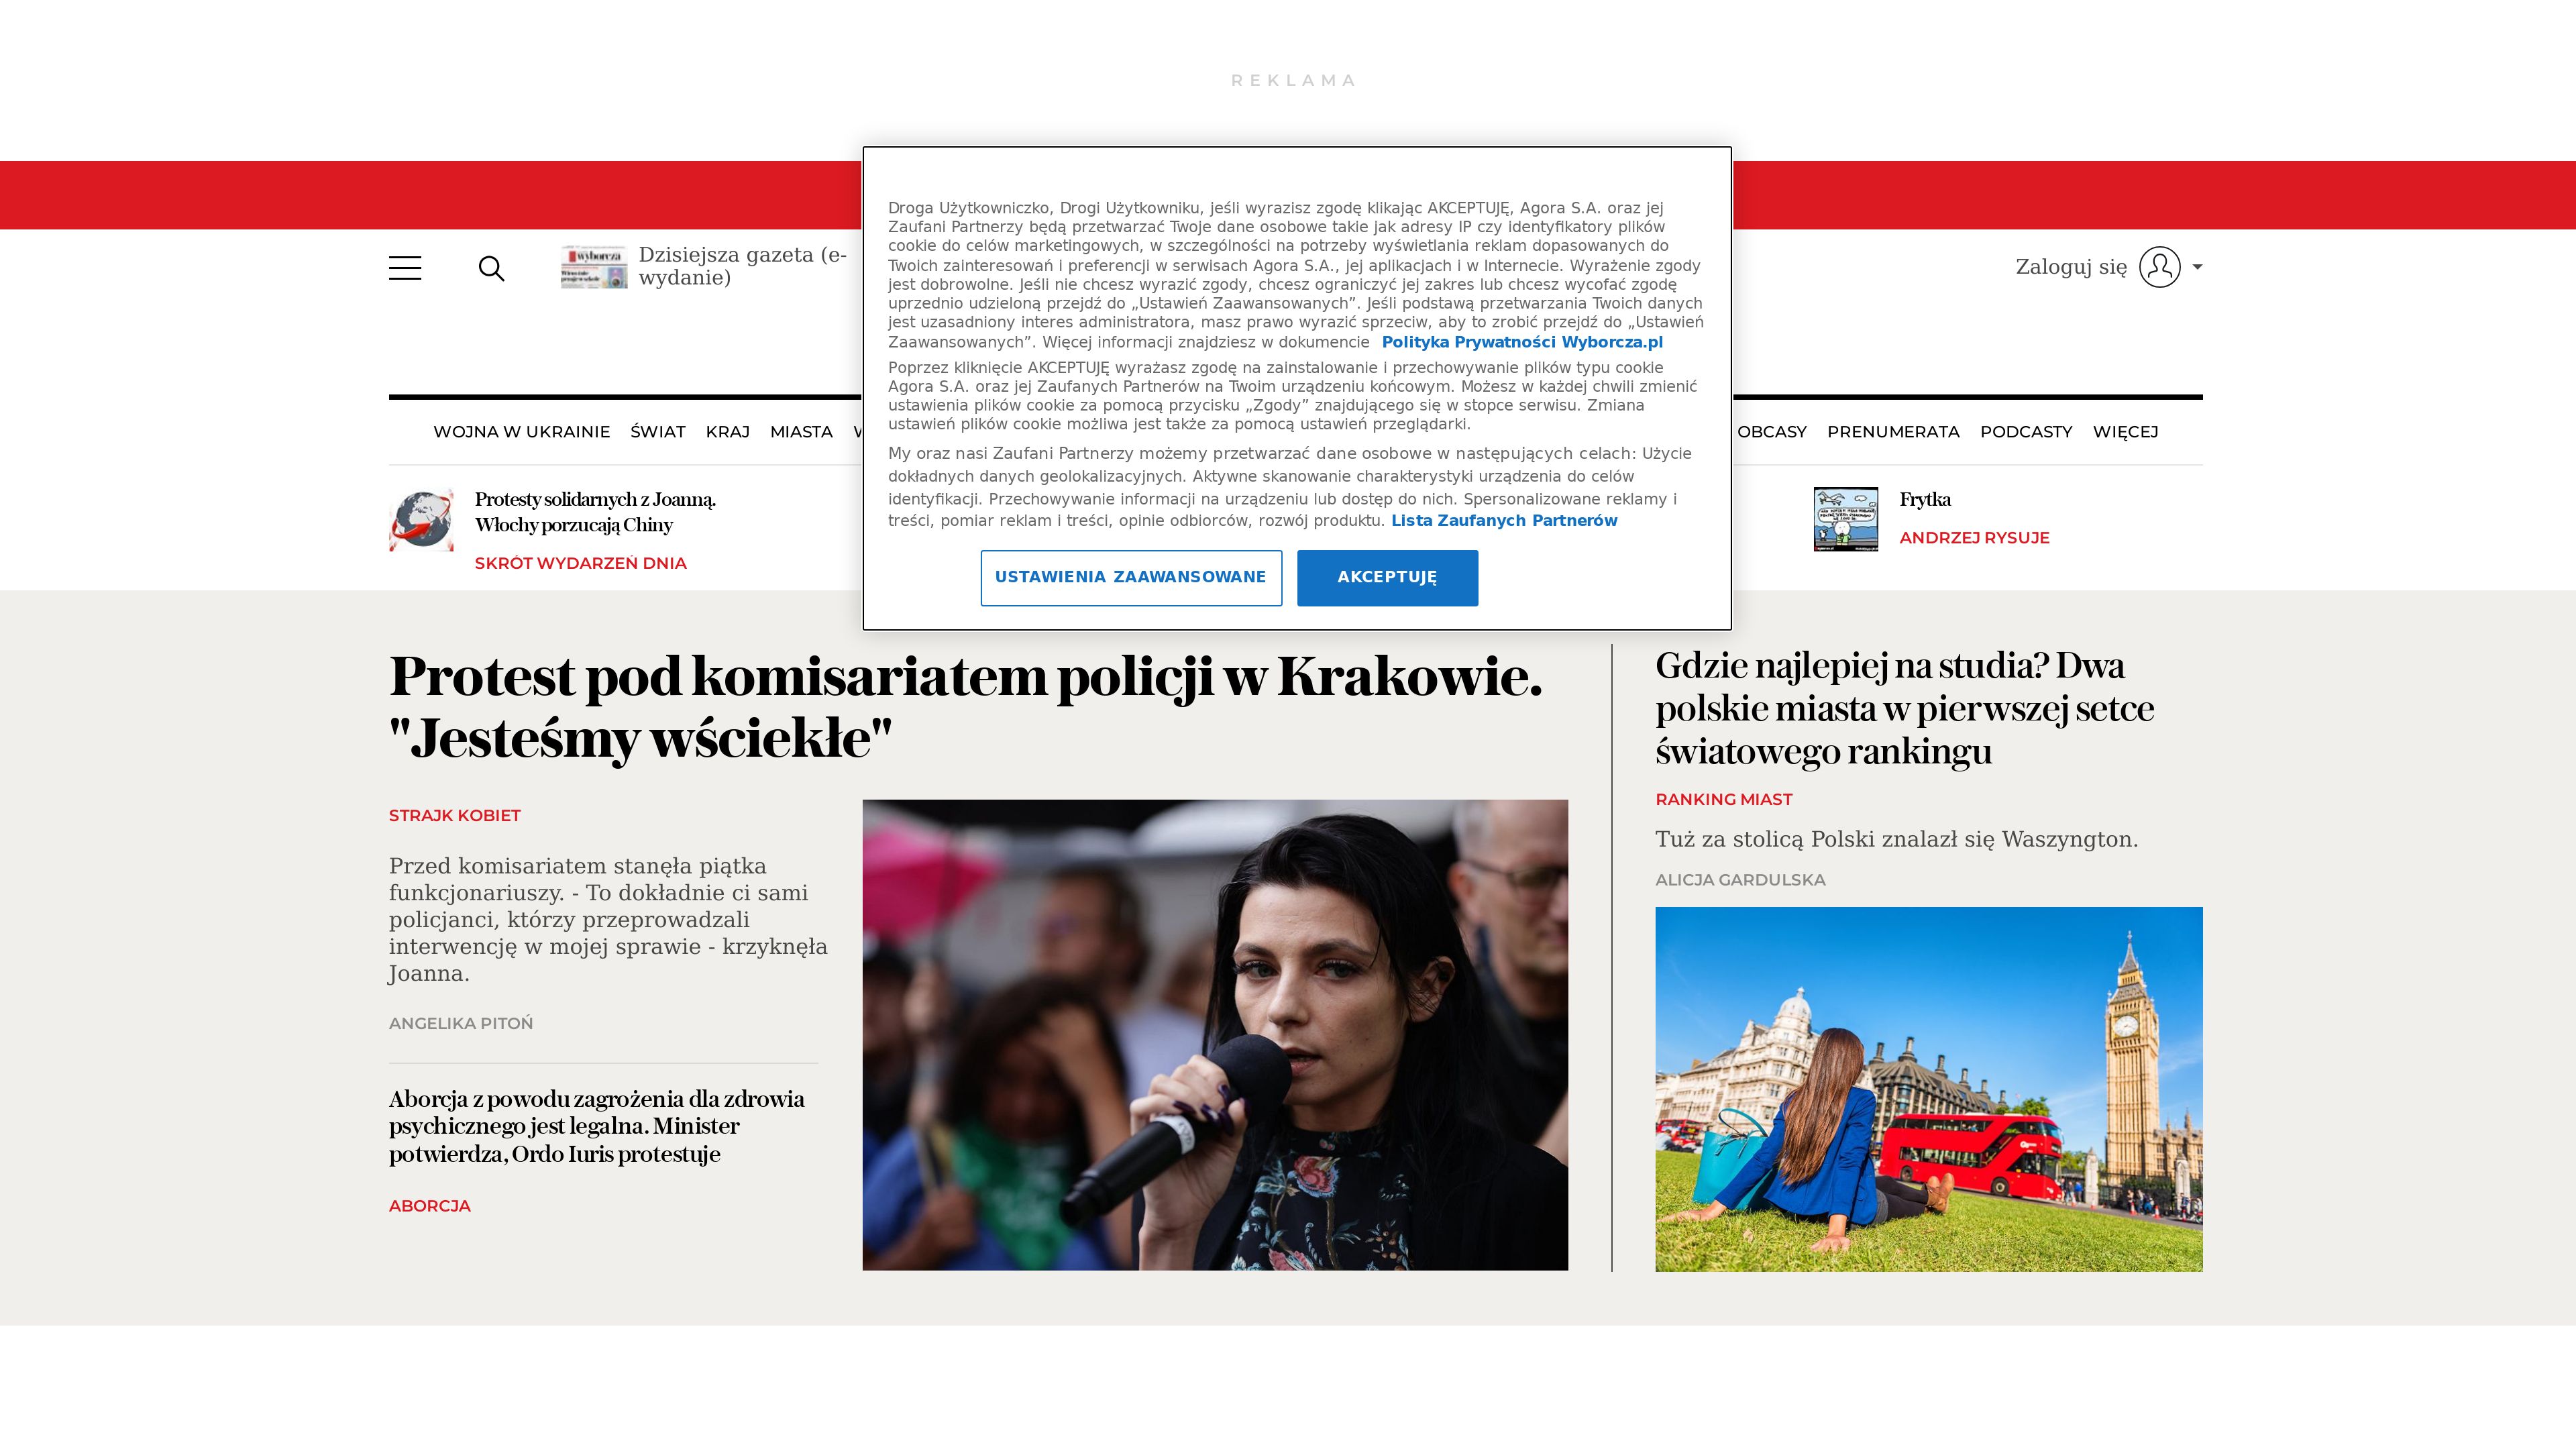 REKLAMA
Dzisiejsza gazeta (e-
wydanie)
Zaloguj się
Droga Użytkowniczko, Drogi Użytkowniku, jeśli wyrazisz zgodę klikając AKCEPTUJĘ, Agora S.A. oraz jej
Zaufani Partnerzy będą przetwarzać Twoje dane osobowe takie jak adresy IP czy identyfikatory plików
cookie do celów marketingowych, w szczególności na potrzeby wyświetlania reklam dopasowanych do
Twoich zainteresowań i preferencji w serwisach Agora S.A., jej aplikacjach i w Internecie. Wyrażenie zgody
jest dobrowolne. Jeśli nie chcesz wyrazić zgody, chcesz ograniczyć jej zakres lub chcesz wycofać zgodę
uprzednio udzieloną przejdź do „Ustawień Zaawansowanych”. Jeśli podstawą przetwarzania Twoich danych
jest uzasadniony interes administratora, masz prawo wyrazić sprzeciw, aby to zrobić przejdź do „Ustawień
Zaawansowanych”. Więcej informacji znajdziesz w dokumencie Polityka Prywatności Wyborcza.pl
Poprzez kliknięcie AKCEPTUJĘ wyrażasz zgodę na zainstalowanie i przechowywanie plików typu cookie
Agora S.A. oraz jej Zaufanych Partnerów na Twoim urządzeniu końcowym. Możesz w każdej chwili zmienić
ustawienia plików cookie za pomocą przycisku „Zgody” znajdującego się w stopce serwisu. Zmiana
ustawień plików cookie możliwa jest także za pomocą ustawień przeglądarki.
My oraz nasi Zaufani Partnerzy możemy przetwarzać dane osobowe w następujących celach: Użycie
dokładnych danych geolokalizacyjnych. Aktywne skanowanie charakterystyki urządzenia do celów
identyfikacji. Przechowywanie informacji na urządzeniu lub dostęp do nich. Spersonalizowane reklamy i
treści, pomiar reklam i treści, opinie odbiorców, rozwój produktu. Lista Zaufanych Partnerów
USTAWIENIA ZAAWANSOWANE AKCEPTUJĘ
WOJNA W UKRAINIE ŚWIAT KRAJ MIASTA
OBCASY PRENUMERATA PODCASTY WIĘCEJ
Protesty solidarnych z Joanną.
Włochy porzucają Chiny
SKRÓT WYDARZEŃ DNIA
Frytka
ANDRZEJ RYSUJE
Protest pod komisariatem policji w Krakowie.
"Jesteśmy wściekłe"
STRAJK KOBIET
Przed komisariatem stanęła piątka
funkcjonariuszy. - To dokładnie ci sami
policjanci, którzy przeprowadzali
interwencję w mojej sprawie - krzyknęła
Joanna.
ANGELIKA PITOŃ
Aborcja z powodu zagrożenia dla zdrowia
psychicznego jest legalna. Minister
potwierdza, Ordo Iuris protestuje
ABORCJA
Gdzie najlepiej na studia? Dwa
polskie miasta w pierwszej setce
światowego rankingu
RANKING MIAST
Tuż za stolicą Polski znalazł się Waszyngton.
ALICJA GARDULSKA